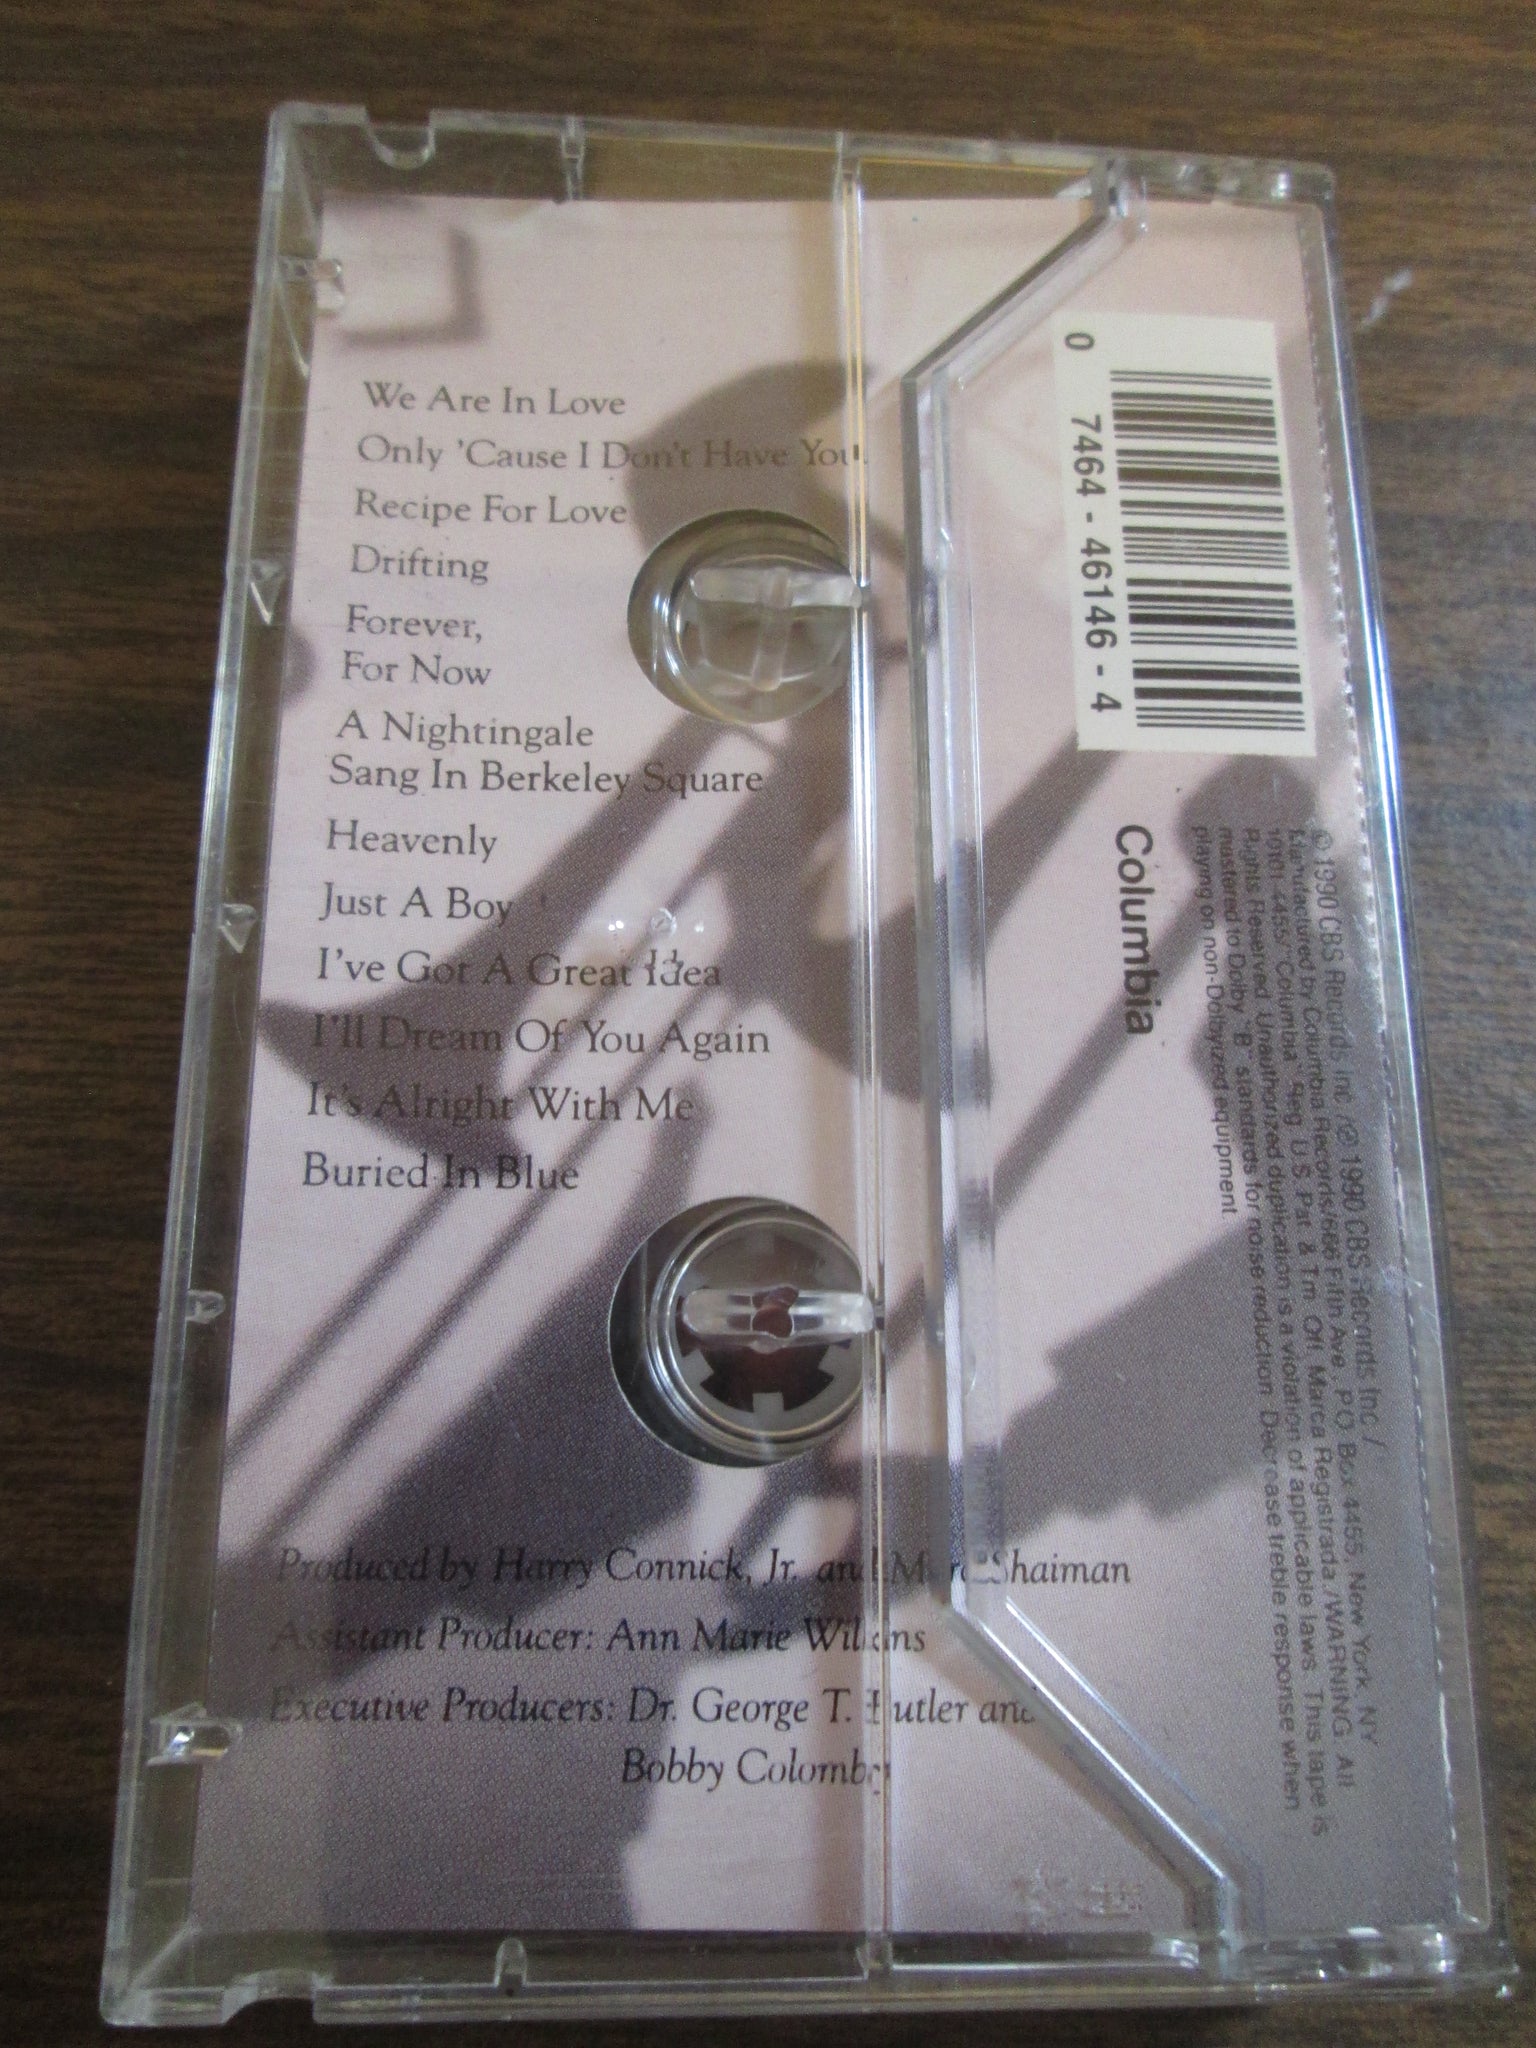 We Are In Love
Only 'Cause I Don't Have You
Recipe For Love
Drifting
Forever,
For Now
A Nightingale
Sang In Berkeley Square
Heavenly
Just A Boy
I've Got A Great Idea
I'll Dream Of You Again
It's Alright With Me
Buried In Blue
Produced by Harry Connick, Jr. and Marc Shaiman
Assistant Producer: Ann Marie Wilkins
Executive Producers: Dr. George T. Butler and
Bobby Colomby
0 7464 - 46146 - 4
Columbia
© 1990 CBS Records Inc./℗ 1990 CBS Records Inc./
Manufactured by Columbia Records/666 Fifth Ave., P.O. Box 4455, New York, NY
10101-4455/"Columbia" Reg. U.S. Pat. & Tm. Off. Marca Registrada./WARNING: All
Rights Reserved. Unauthorized duplication is a violation of applicable laws. This tape is
mastered to Dolby "B" standards for noise reduction. Decrease treble response when
playing on non-Dolbyized equipment.